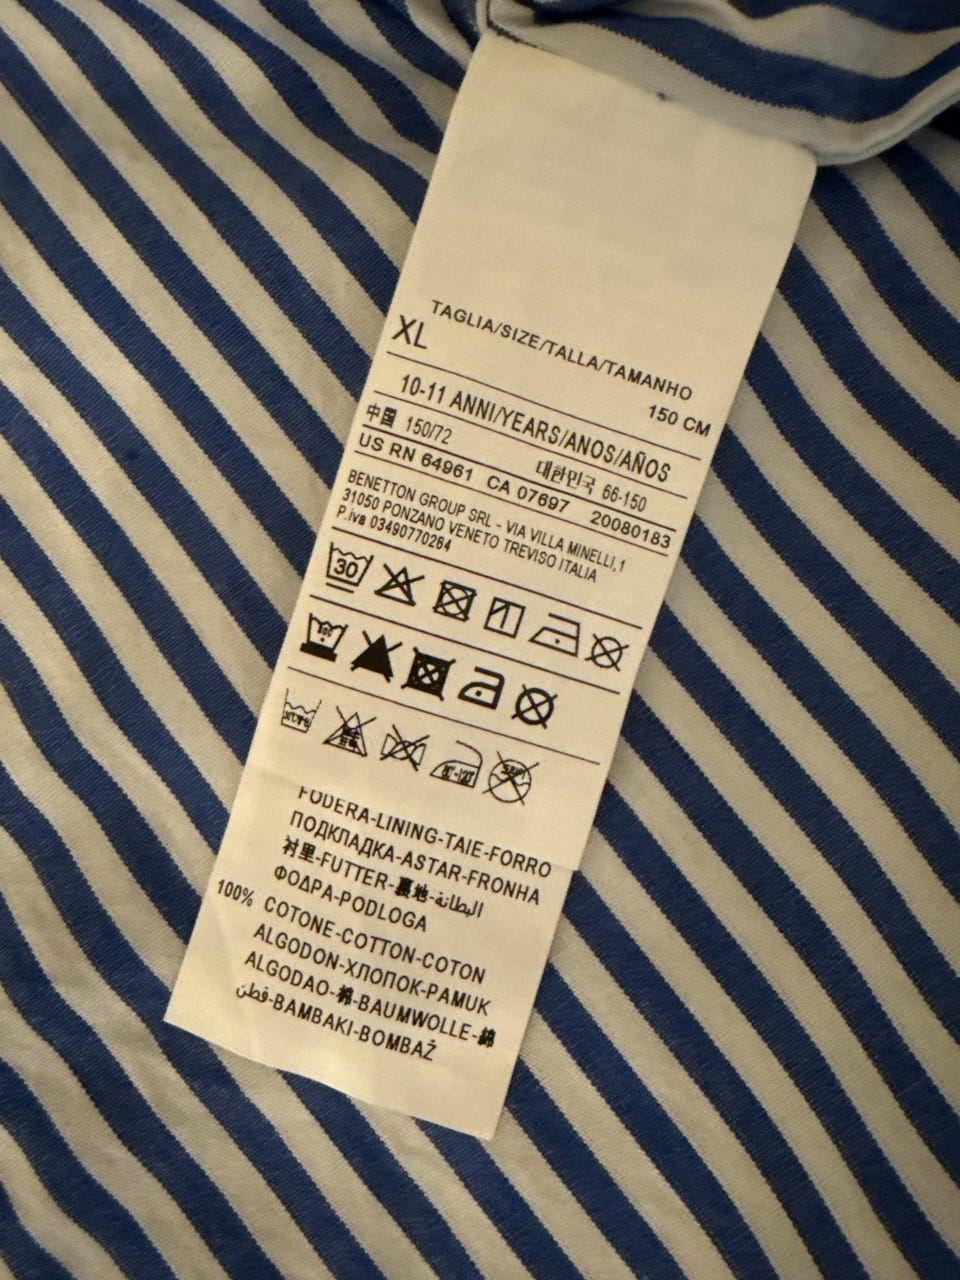 TAGLIA/SIZE/TALLA/TAMANHO
XL 150 CM
10-11 ANNI/YEARS/ANOS/AÑOS
中国 150/72 대한민국 66-150
US RN 64961 CA 07697 20080183
BENETTON GROUP SRL - VIA VILLA MINELLI,1
31050 PONZANO VENETO TREVISO ITALIA
P.iva 03490770264
30
FODERA-LINING-TAIE-FORRO
ПОДКЛАДКА-ASTAR-FRONHA
衬里-FUTTER-裏地-البطانة
ΦΟΔΡΑ-PODLOGA
100% COTONE-COTTON-COTON
ALGODON-ХЛОПОК-PAMUK
ALGODAO-棉-BAUMWOLLE-綿
قطن-BAMBAKI-BOMBAŽ